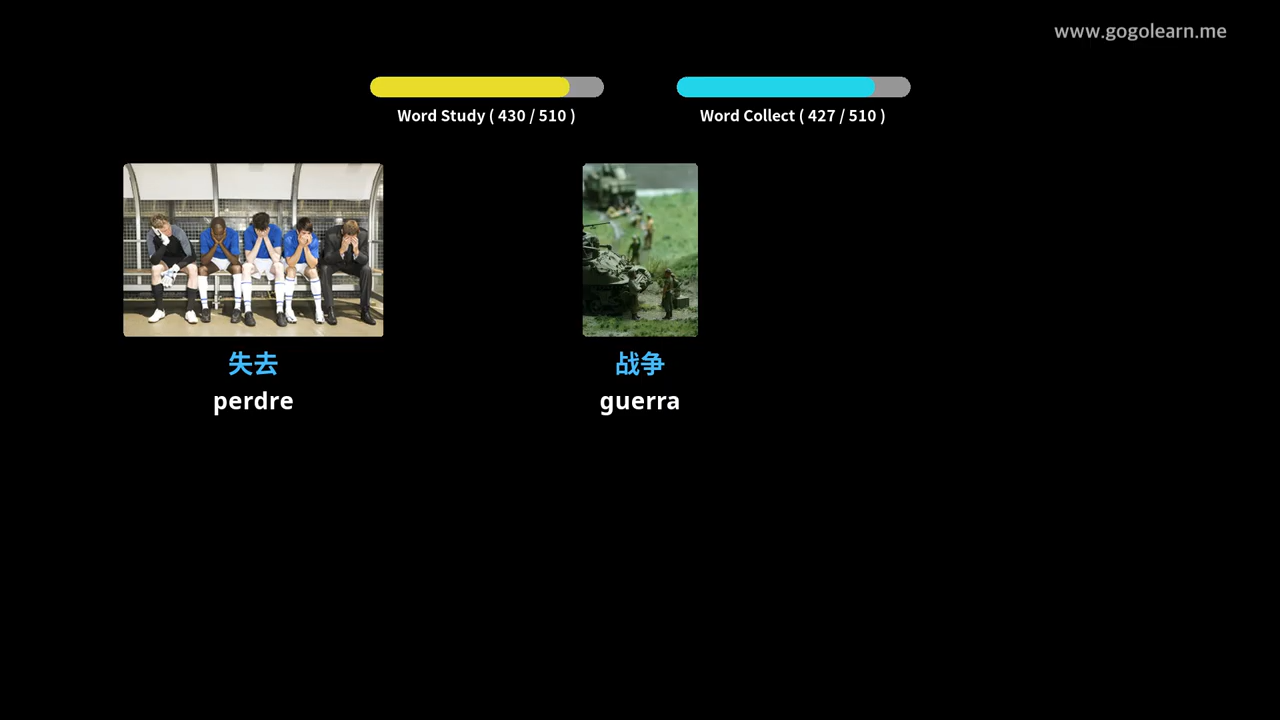 www.gogolearn.me
Word Study ( 430 / 510 )
Word Collect ( 427 / 510 )
失去
perdre
战争
guerra